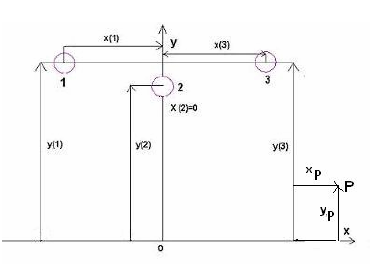 x(1)
y
x(3)
1
2
3
X (2)=0
y(1)
y(2)
y(3)
xP
P
yP
x
o